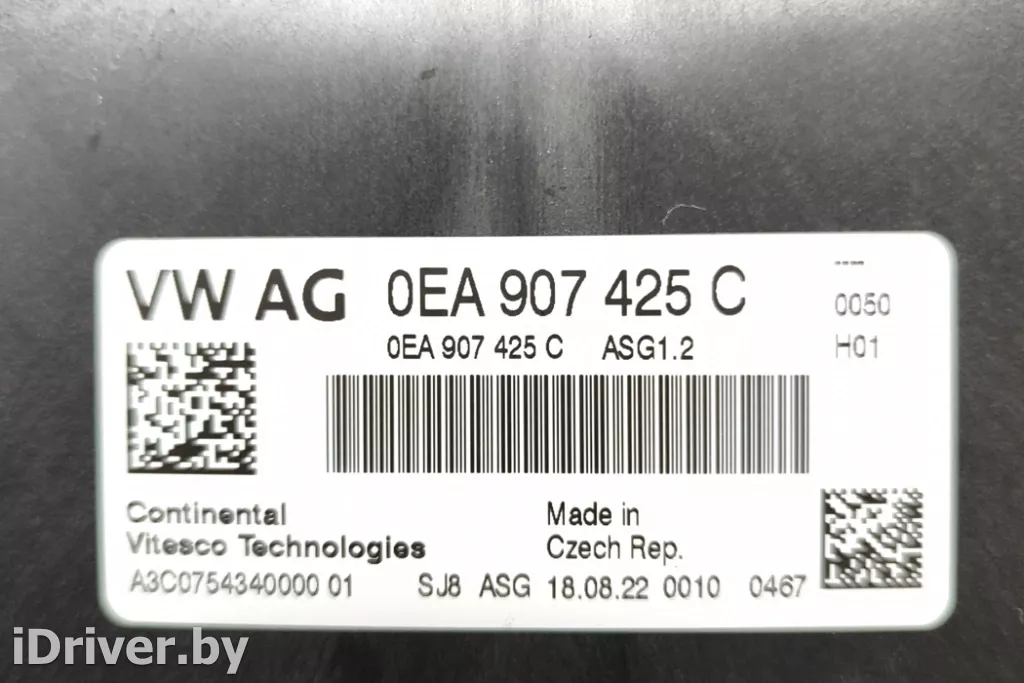 VW AG 0EA 907 425 C ---
0050
0EA 907 425 C ASG1.2 H01
Continental
Vitesco Technologies
Made in
Czech Rep.
A3C0754340000 01 SJ8 ASG 18.08.22 0010 0467
iDriver.by